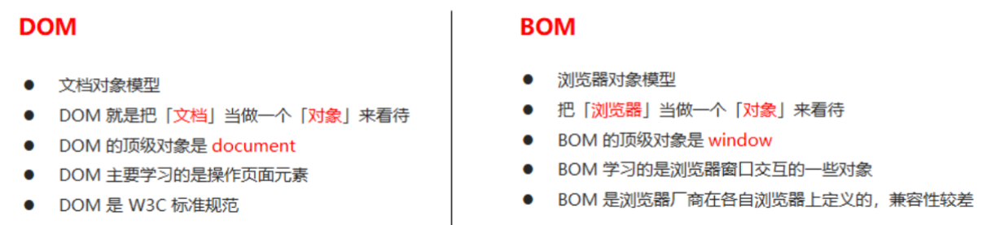 DOM
● 文档对象模型
● DOM 就是把「文档」当做一个「对象」来看待
● DOM 的顶级对象是 document
● DOM 主要学习的是操作页面元素
● DOM 是 W3C 标准规范
BOM
● 浏览器对象模型
● 把「浏览器」当做一个「对象」来看待
● BOM 的顶级对象是 window
● BOM 学习的是浏览器窗口交互的一些对象
● BOM 是浏览器厂商在各自浏览器上定义的，兼容性较差